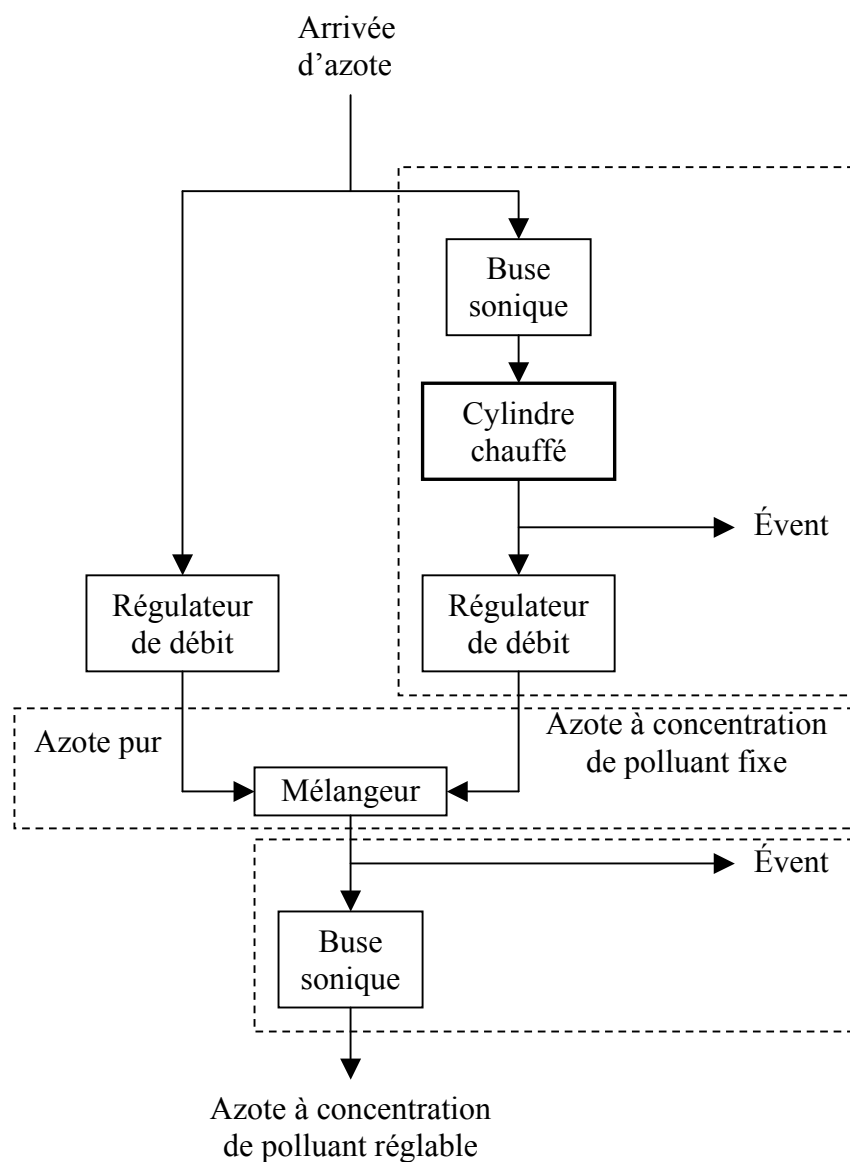 Arrivée
d'azote
Buse
sonique
Cylindre
chauffé
Évent
Régulateur
de débit
Régulateur
de débit
Azote pur
Azote à concentration
de polluant fixe
Mélangeur
Évent
Buse
sonique
Azote à concentration
de polluant réglable